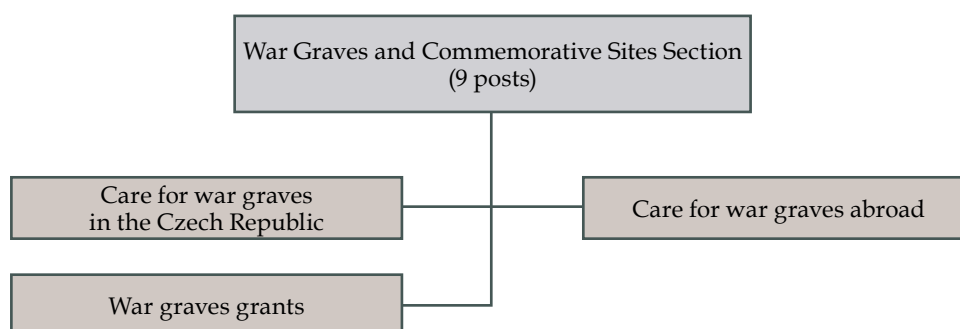 War Graves and Commemorative Sites Section
(9 posts)
Care for war graves
in the Czech Republic
Care for war graves abroad
War graves grants